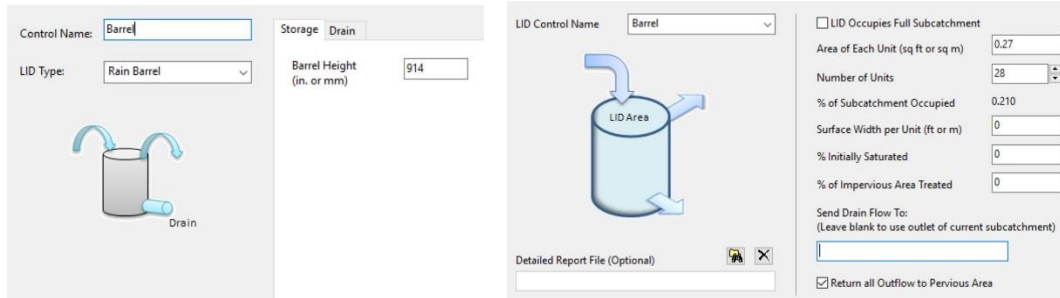 Control Name: Barrel
LID Type: Rain Barrel
Drain
Storage Drain
Barrel Height
(in. or mm)
914
LID Control Name Barrel
LID Area
Detailed Report File (Optional)
LID Occupies Full Subcatchment
Area of Each Unit (sq ft or sq m) 0.27
Number of Units 28
% of Subcatchment Occupied 0.210
Surface Width per Unit (ft or m) 0
% Initially Saturated 0
% of Impervious Area Treated 0
Send Drain Flow To:
(Leave blank to use outlet of current subcatchment)
Return all Outflow to Pervious Area